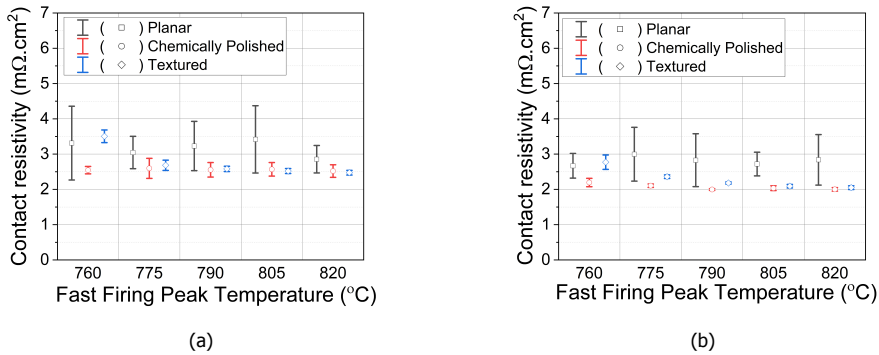 Contact resistivity (mΩ.cm²)
7
6
5
4
3
2
1
0
( ) Planar
( ) Chemically Polished
( ) Textured
760 775 790 805 820
Fast Firing Peak Temperature (°C)
(a)
Contact resistivity (mΩ.cm²)
7
6
5
4
3
2
1
0
( ) Planar
( ) Chemically Polished
( ) Textured
760 775 790 805 820
Fast Firing Peak Temperature (°C)
(b)